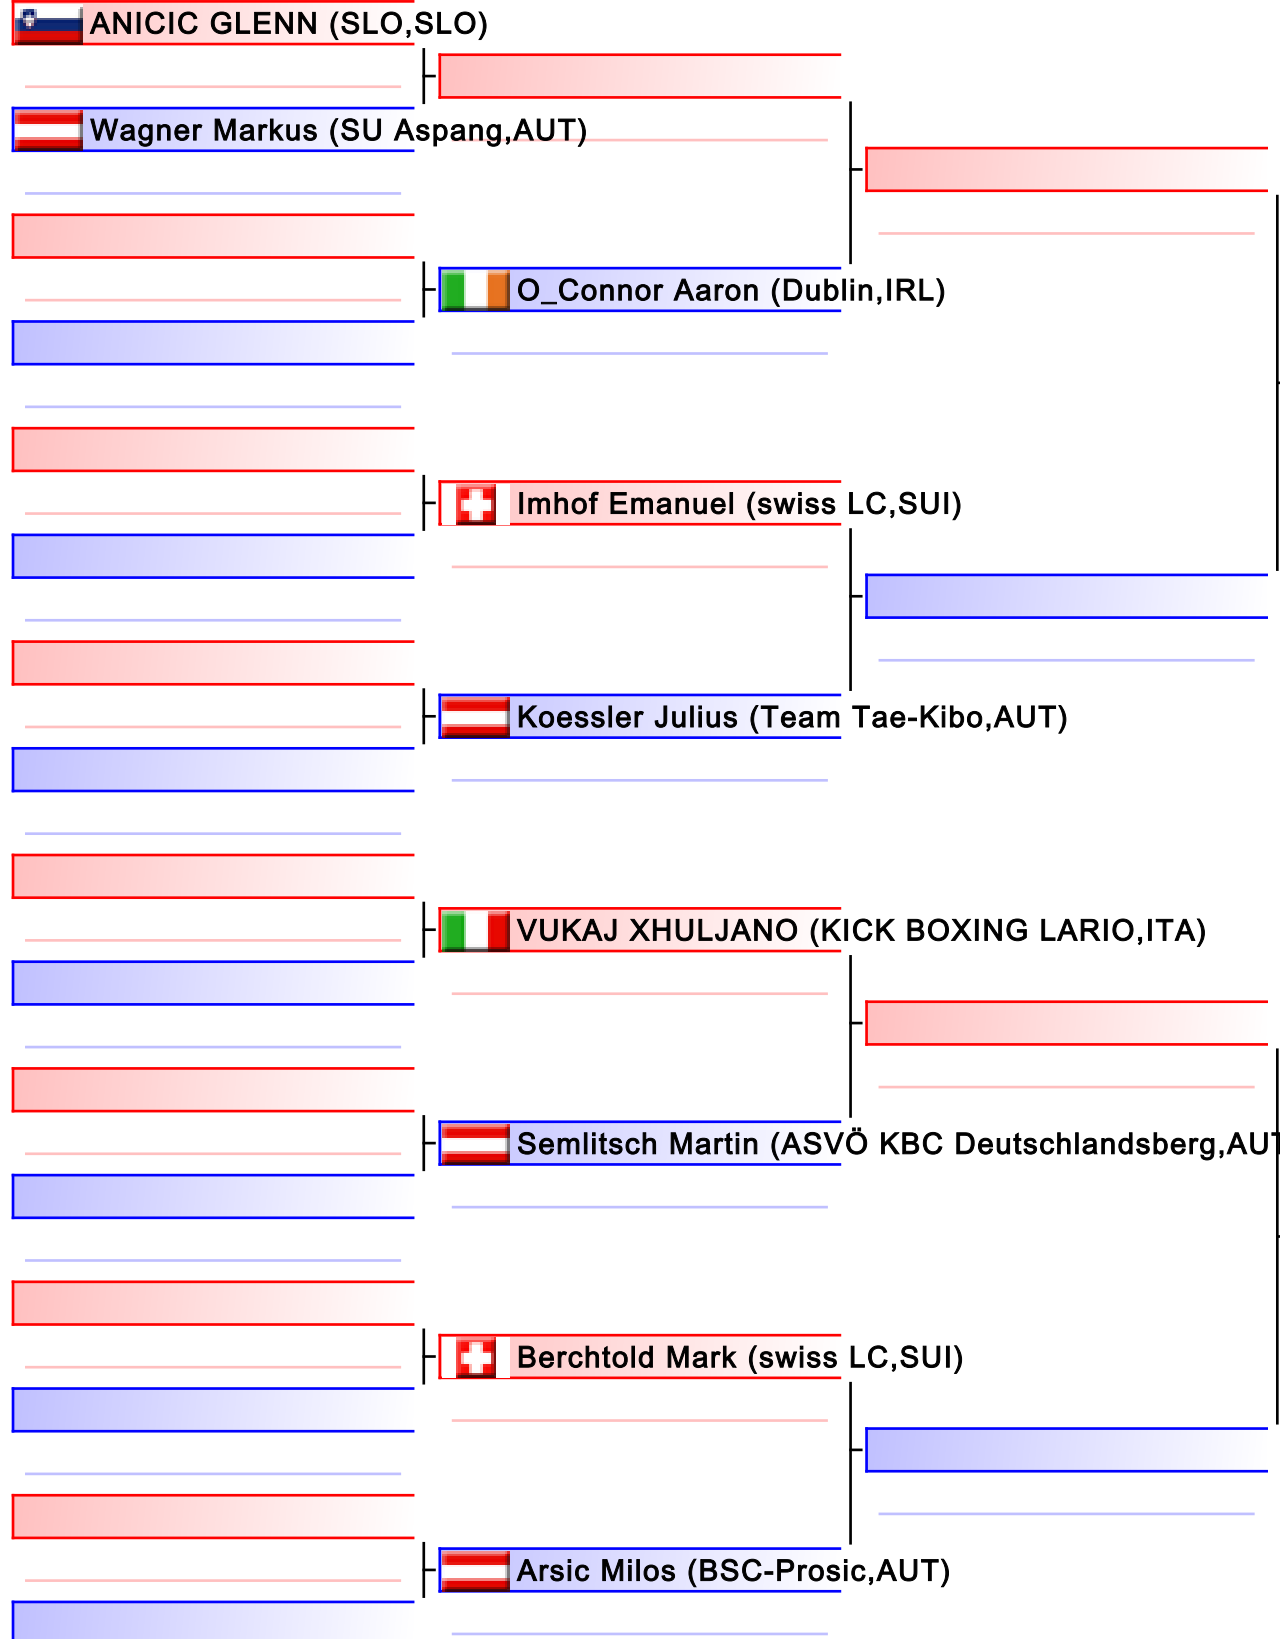 ANICIC GLENN (SLO,SLO)
Wagner Markus (SU Aspang,AUT)
O_Connor Aaron (Dublin,IRL)
Imhof Emanuel (swiss LC,SUI)
Koessler Julius (Team Tae-Kibo,AUT)
VUKAJ XHULJANO (KICK BOXING LARIO,ITA)
Semlitsch Martin (ASVÖ KBC Deutschlandsberg,AUT
Berchtold Mark (swiss LC,SUI)
Arsic Milos (BSC-Prosic,AUT)